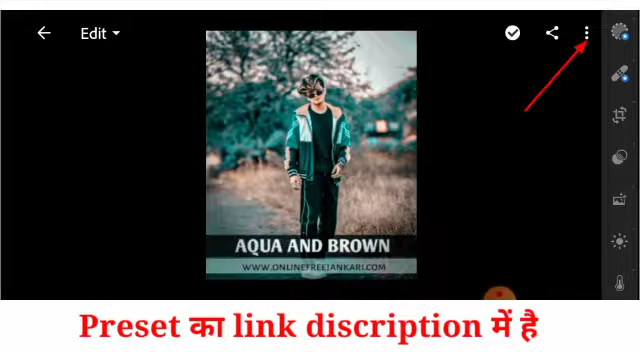 Edit
AQUA AND BROWN
WWW.ONLINEFREEJANKARI.COM
Preset का link discription में है